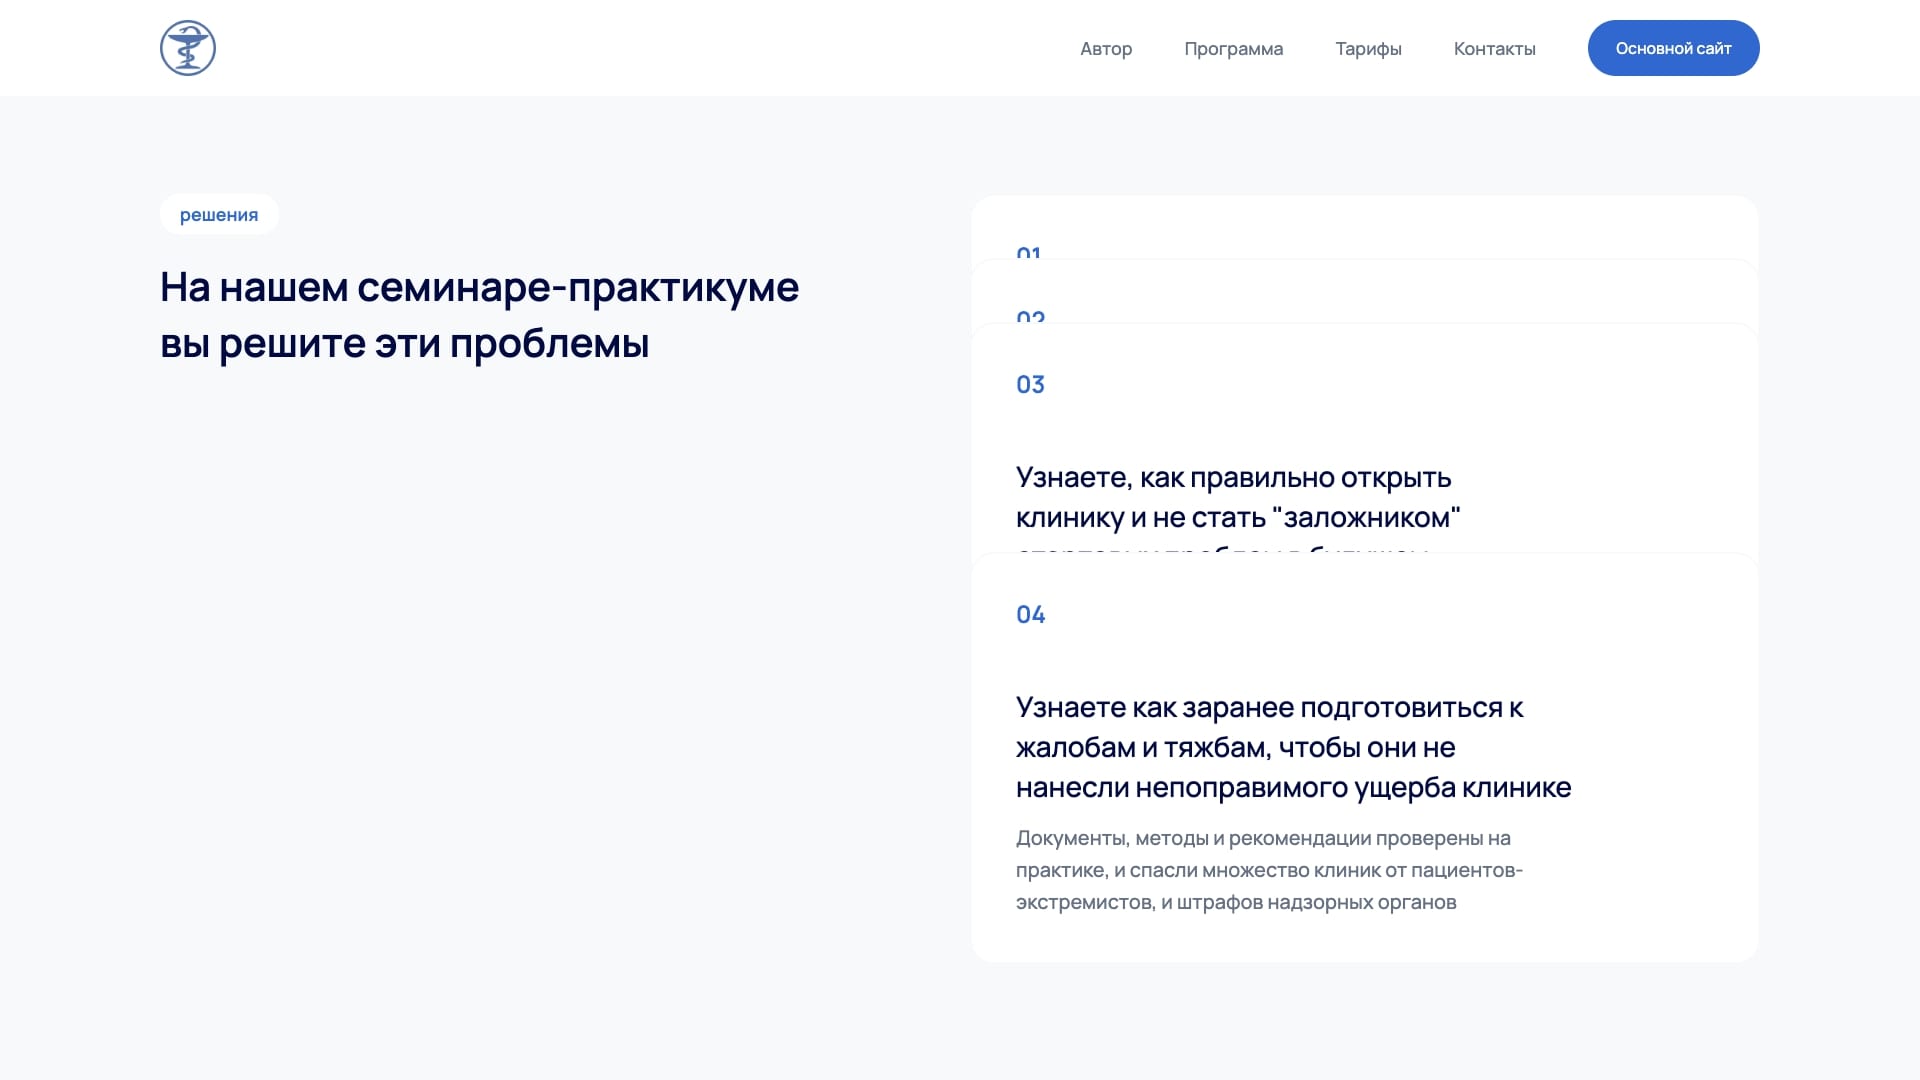 Автор Программа Тарифы Контакты Основной сайт
решения
На нашем семинаре-практикуме
вы решите эти проблемы
01
02
03
Узнаете, как правильно открыть
клинику и не стать "заложником"
04
Узнаете как заранее подготовиться к
жалобам и тяжбам, чтобы они не
нанесли непоправимого ущерба клинике
Документы, методы и рекомендации проверены на
практике, и спасли множество клиник от пациентов-
экстремистов, и штрафов надзорных органов